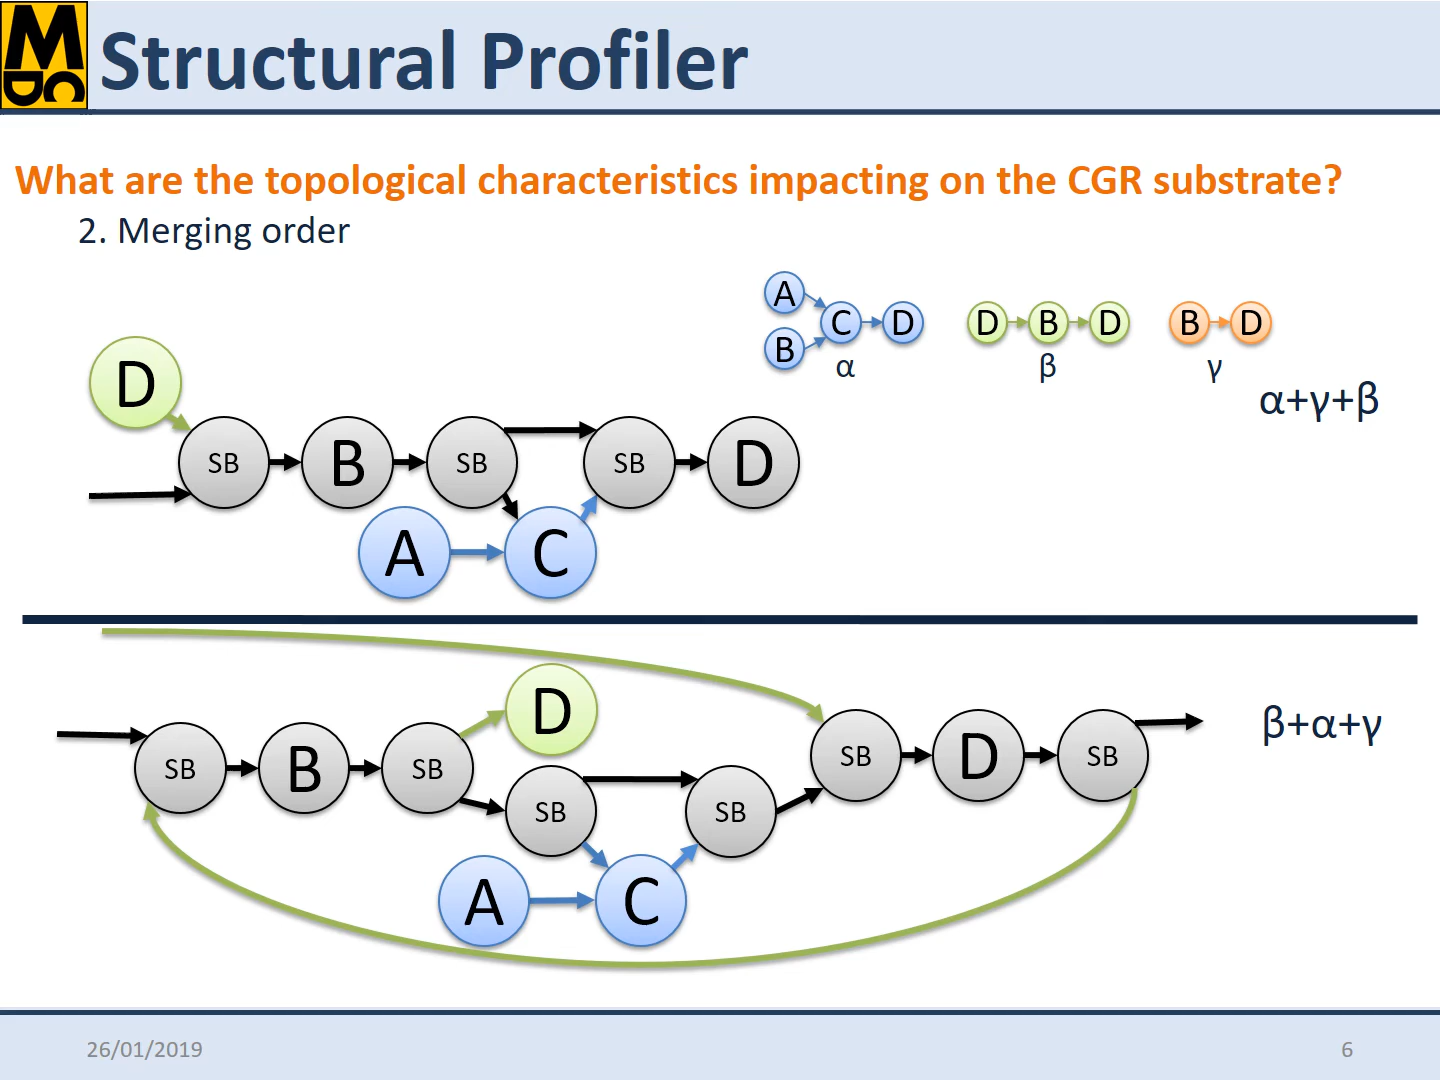 MDC
Structural Profiler
What are the topological characteristics impacting on the CGR substrate?
2. Merging order
A
B
C
D
α
D
B
D
β
B
D
γ
α+γ+β
D
SB
B
SB
SB
D
A
C
β+α+γ
SB
B
SB
D
SB
SB
SB
D
SB
A
C
26/01/2019
6